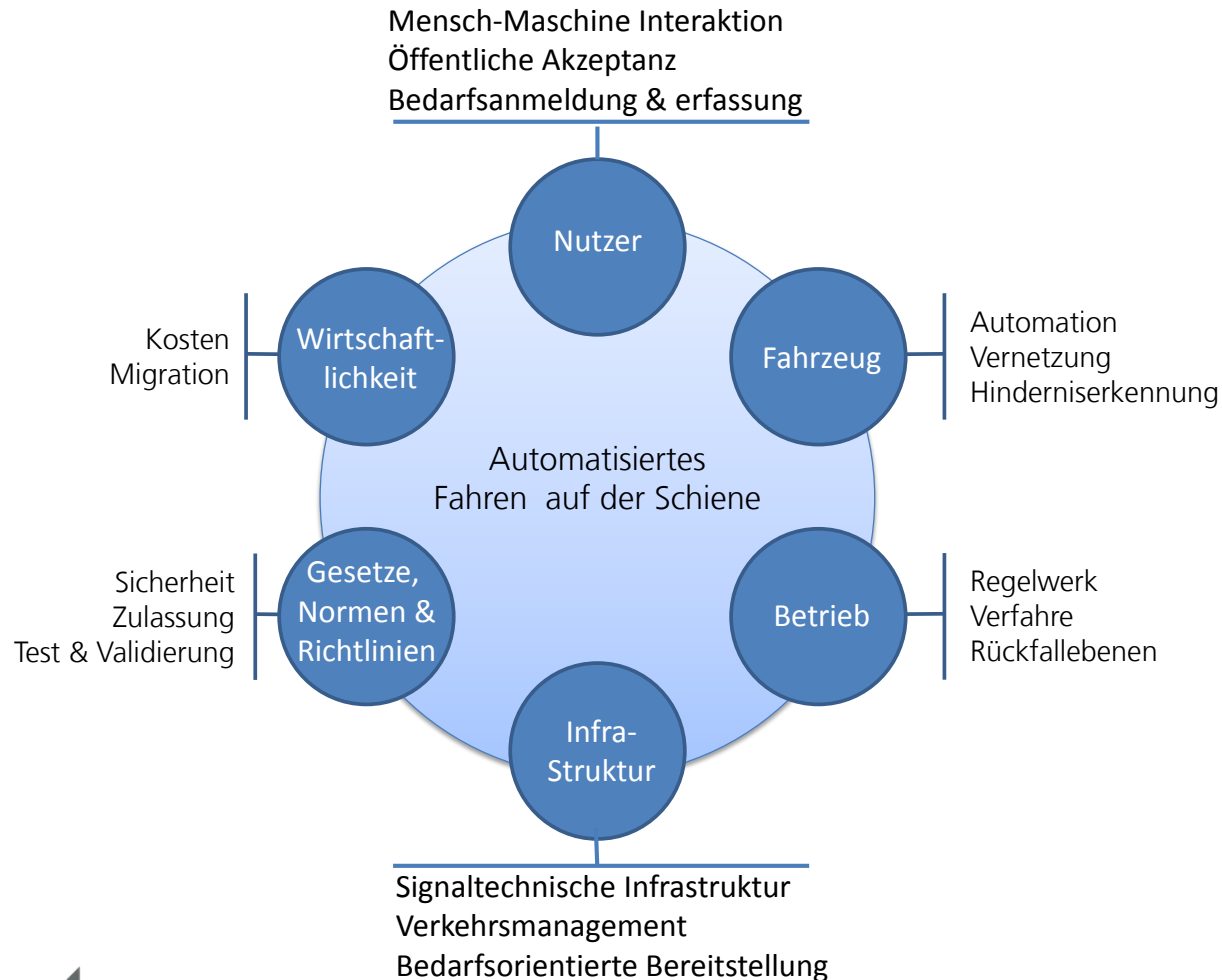 Mensch-Maschine Interaktion
Öffentliche Akzeptanz
Bedarfsanmeldung & erfassung
Nutzer
Kosten
Migration
Wirtschaft-
lichkeit
Fahrzeug
Automation
Vernetzung
Hinderniserkennung
Automatisiertes
Fahren auf der Schiene
Sicherheit
Zulassung
Test & Validierung
Gesetze,
Normen &
Richtlinien
Betrieb
Regelwerk
Verfahre
Rückfallebenen
Infra-
Struktur
Signaltechnische Infrastruktur
Verkehrsmanagement
Bedarfsorientierte Bereitstellung